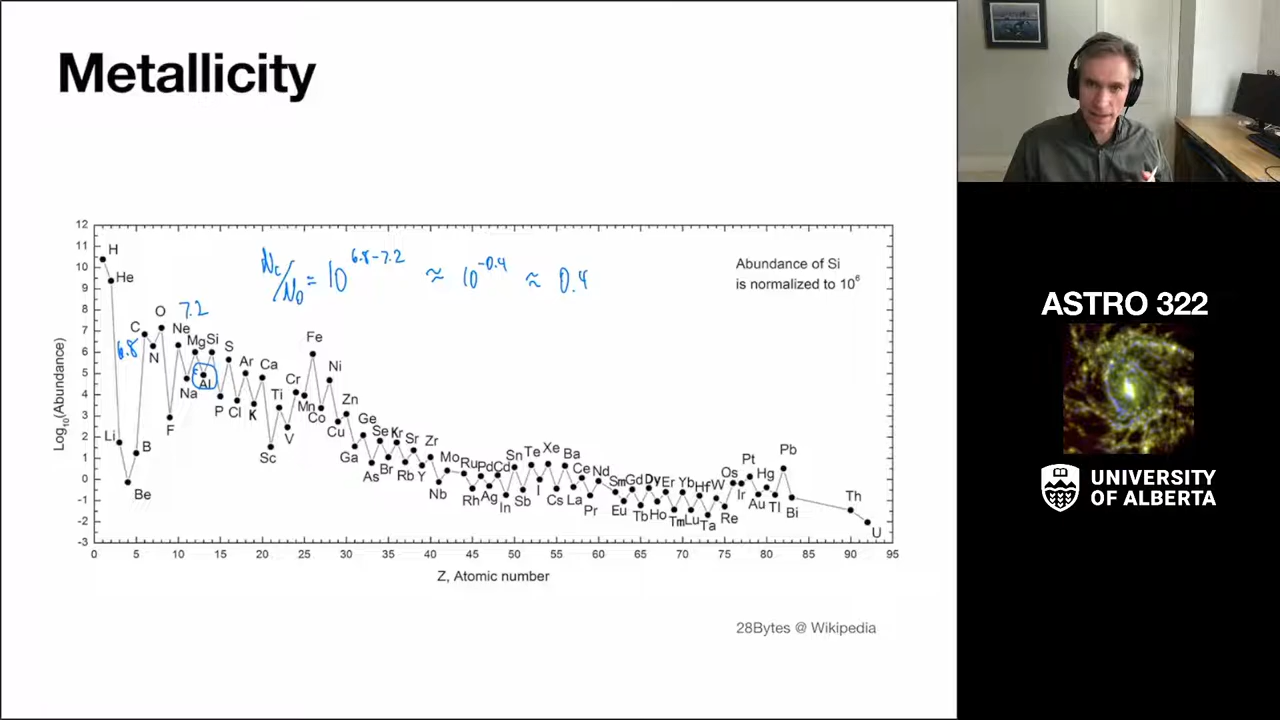 Metallicity
N_C/N_O = 10^6.8-7.2 ≈ 10^-0.4 ≈ 0.4
7.2
6.8
Abundance of Si
is normalized to 10^6
H
He
Li
Be
B
C
N
O
F
Ne
Na
Mg
Al
Si
P
S
Cl
Ar
K
Ca
Sc
Ti
V
Cr
Mn
Fe
Co
Ni
Cu
Zn
Ga
Ge
As
Se
Br
Kr
Rb
Sr
Y
Zr
Nb
Mo
Ru
Rh
Pd
Ag
Cd
In
Sn
Sb
Te
I
Xe
Cs
Ba
La
Ce
Pr
Nd
Sm
Eu
Gd
Tb
Dy
Ho
Er
Tm
Yb
Lu
Hf
Ta
W
Re
Os
Ir
Pt
Au
Hg
Tl
Pb
Bi
Th
U
12
11
10
9
8
7
6
5
4
3
2
1
0
-1
-2
-3
Log10(Abundance)
0 5 10 15 20 25 30 35 40 45 50 55 60 65 70 75 80 85 90 95
Z, Atomic number
28Bytes @ Wikipedia
ASTRO 322
UNIVERSITY
OF ALBERTA